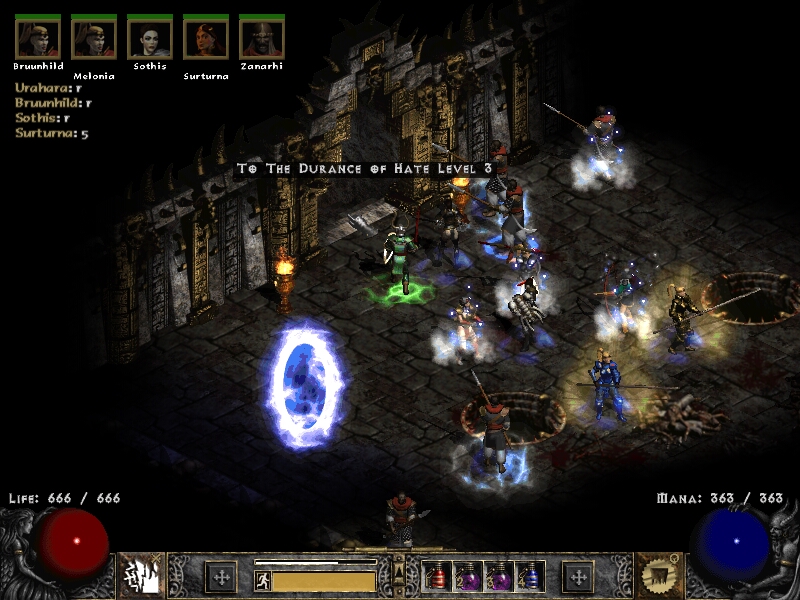 Bruunhild
Melonia
Sothis
Surturna
Zanarhi
Urahara: r
Bruunhild: r
Sothis: r
Surturna: 5
To The Durance of Hate Level 3
Life: 666 / 666
Mana: 363 / 363